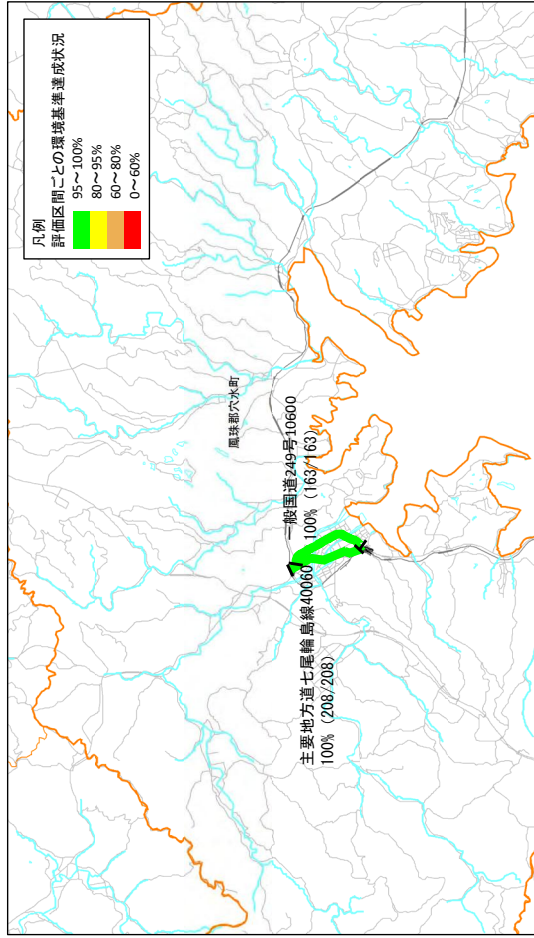 凡例
評価区間ごとの環境基準達成状況
95～100%
80～95%
60～80%
0～60%
鳳珠郡穴水町
一般国道249号10600
100% (163/163)
主要地方道七尾輪島線40060
100% (208/208)